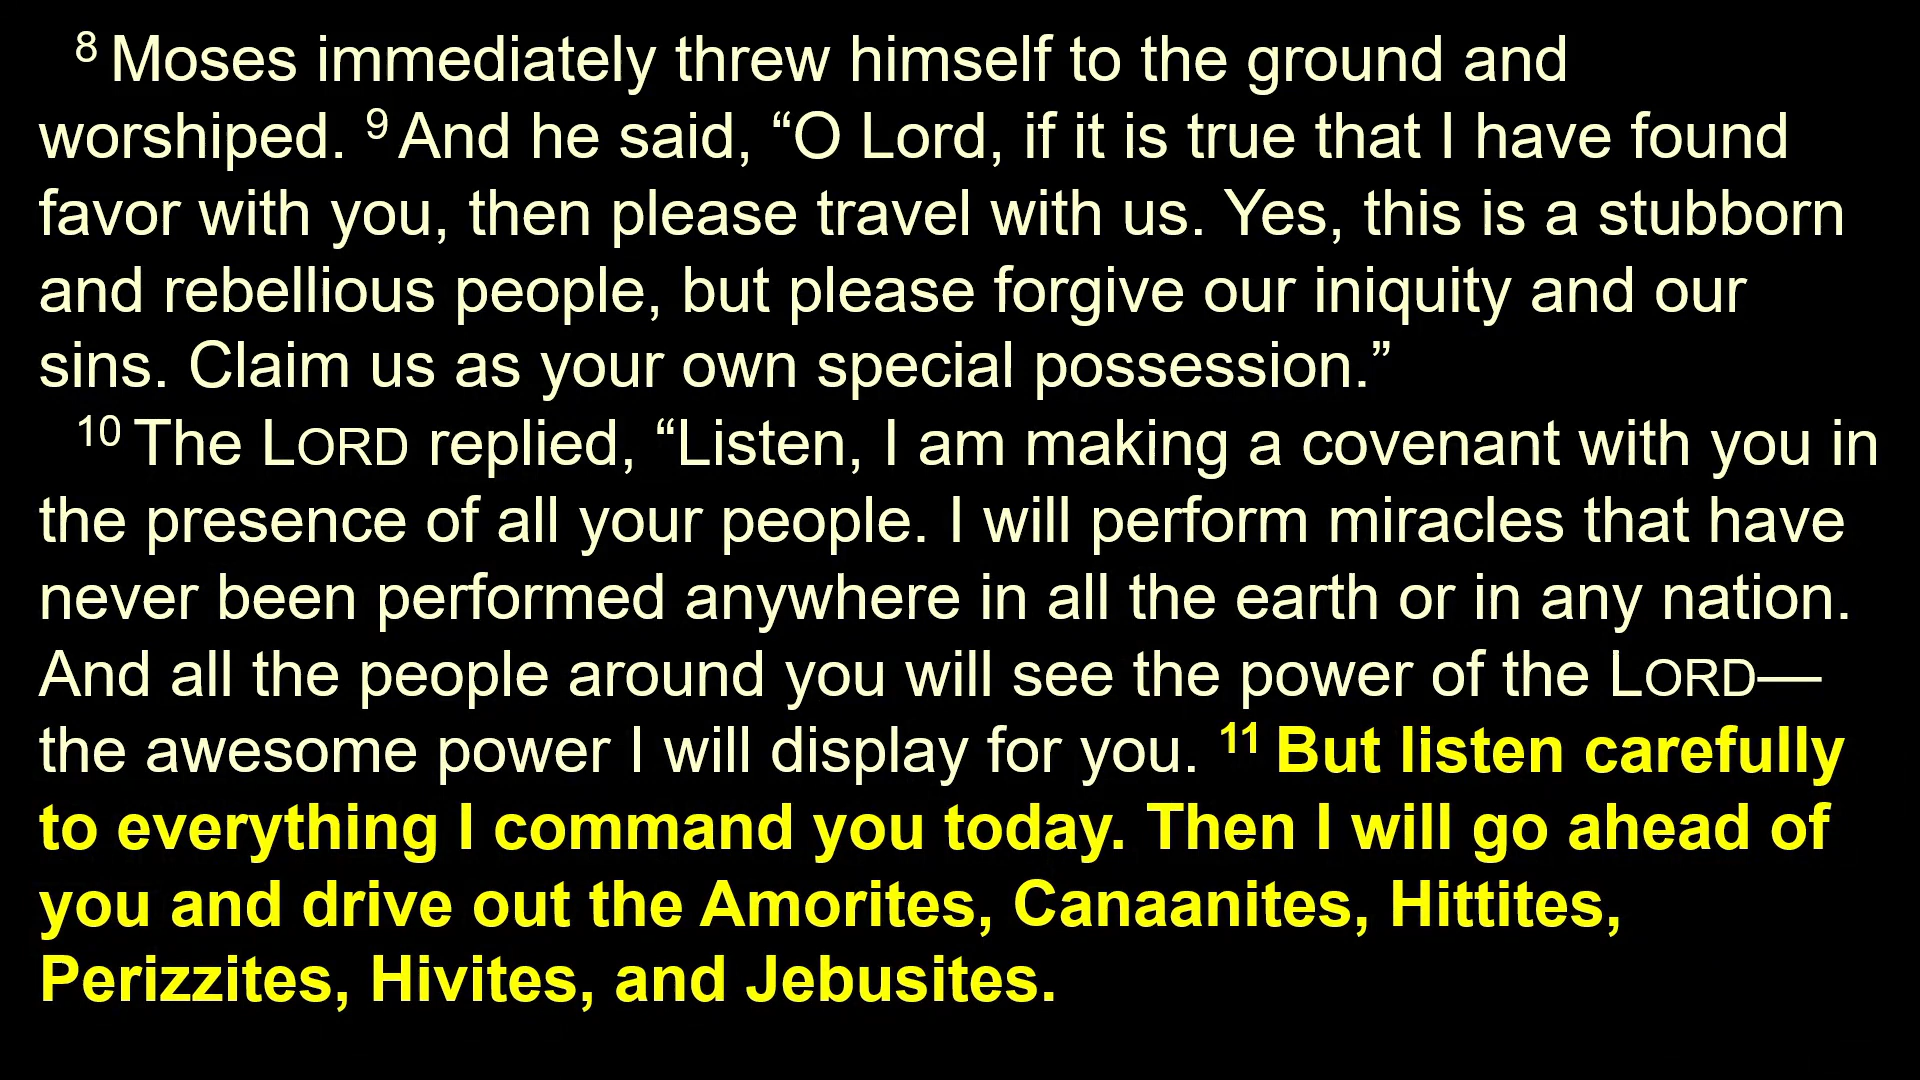 8 Moses immediately threw himself to the ground and
worshiped. 9 And he said, “O Lord, if it is true that I have found
favor with you, then please travel with us. Yes, this is a stubborn
and rebellious people, but please forgive our iniquity and our
sins. Claim us as your own special possession.”
10 The LORD replied, “Listen, I am making a covenant with you in
the presence of all your people. I will perform miracles that have
never been performed anywhere in all the earth or in any nation.
And all the people around you will see the power of the LORD—
the awesome power I will display for you. 11 But listen carefully
to everything I command you today. Then I will go ahead of
you and drive out the Amorites, Canaanites, Hittites,
Perizzites, Hivites, and Jebusites.